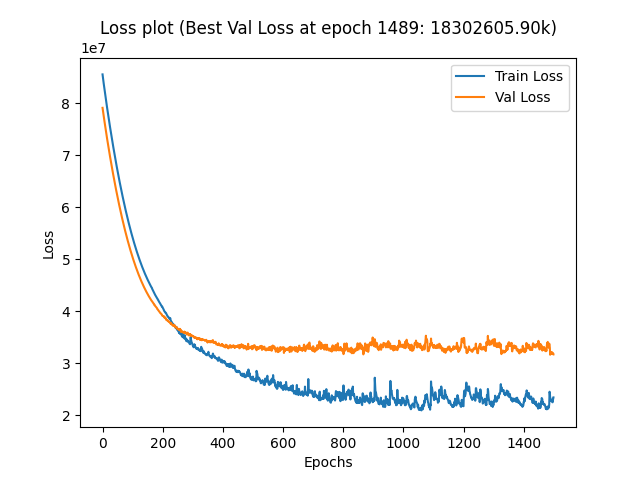 Loss plot (Best Val Loss at epoch 1489: 18302605.90k)
1e7
Train Loss
Val Loss
8
7
6
5
4
3
2
Loss
0 200 400 600 800 1000 1200 1400
Epochs